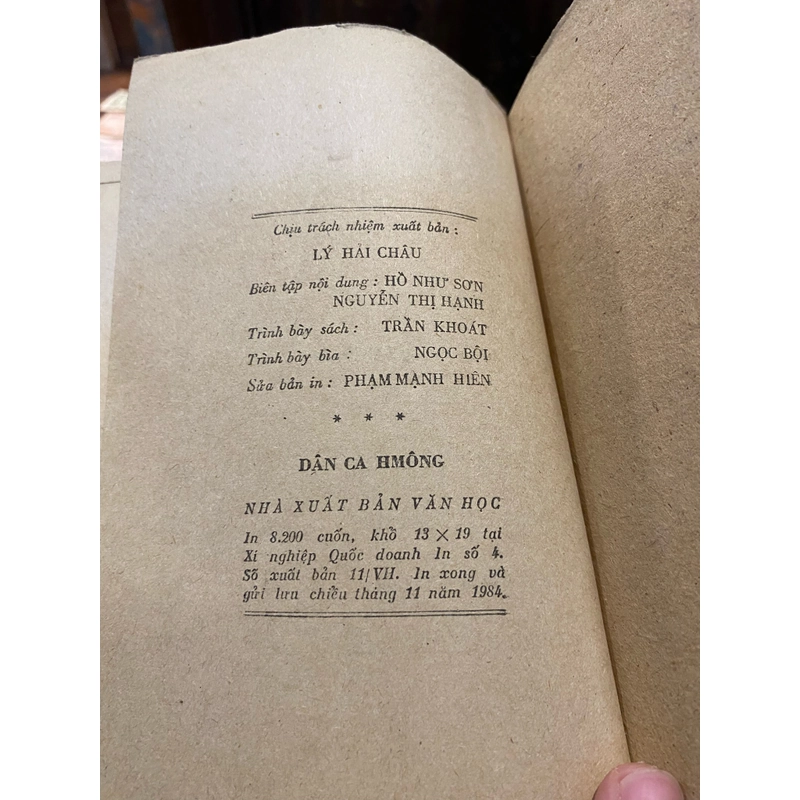 Chịu trách nhiệm xuất bản :
LÝ HẢI CHÂU
Biên tập nội dung : HỒ NHƯ SƠN
NGUYỄN THỊ HẠNH
Trình bày sách : TRẦN KHOÁT
Trình bày bìa : NGỌC BỘI
Sửa bản in : PHẠM MẠNH HIÊN
* * *
DÂN CA HMÔNG
NHÀ XUẤT BẢN VĂN HỌC
In 8.200 cuốn, khổ 13 × 19 tại
Xí nghiệp Quốc doanh In số 4.
Số xuất bản 11/VH. In xong và
gửi lưu chiểu tháng 11 năm 1984.